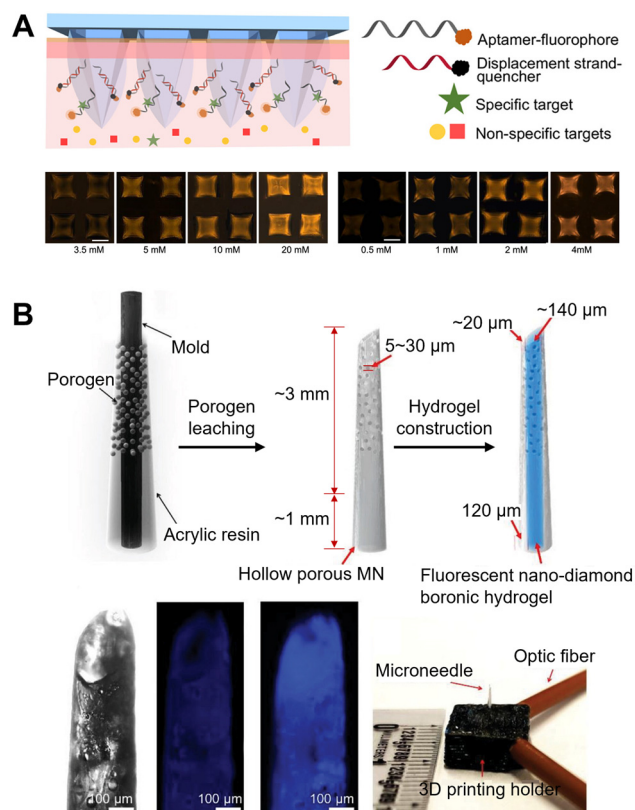 A
Aptamer-fluorophore
Displacement strand-
quencher
Specific target
Non-specific targets
3.5 mM
5 mM
10 mM
20 mM
0.5 mM
1 mM
2 mM
4mM
B
Mold
Porogen
Acrylic resin
Porogen
leaching
5~30 μm
~3 mm
~1 mm
Hollow porous MN
Hydrogel
construction
~20 μm
~140 μm
120 μm
Fluorescent nano-diamond
boronic hydrogel
100 μm
100 μm
100 μm
Microneedle
Optic fiber
3D printing holder